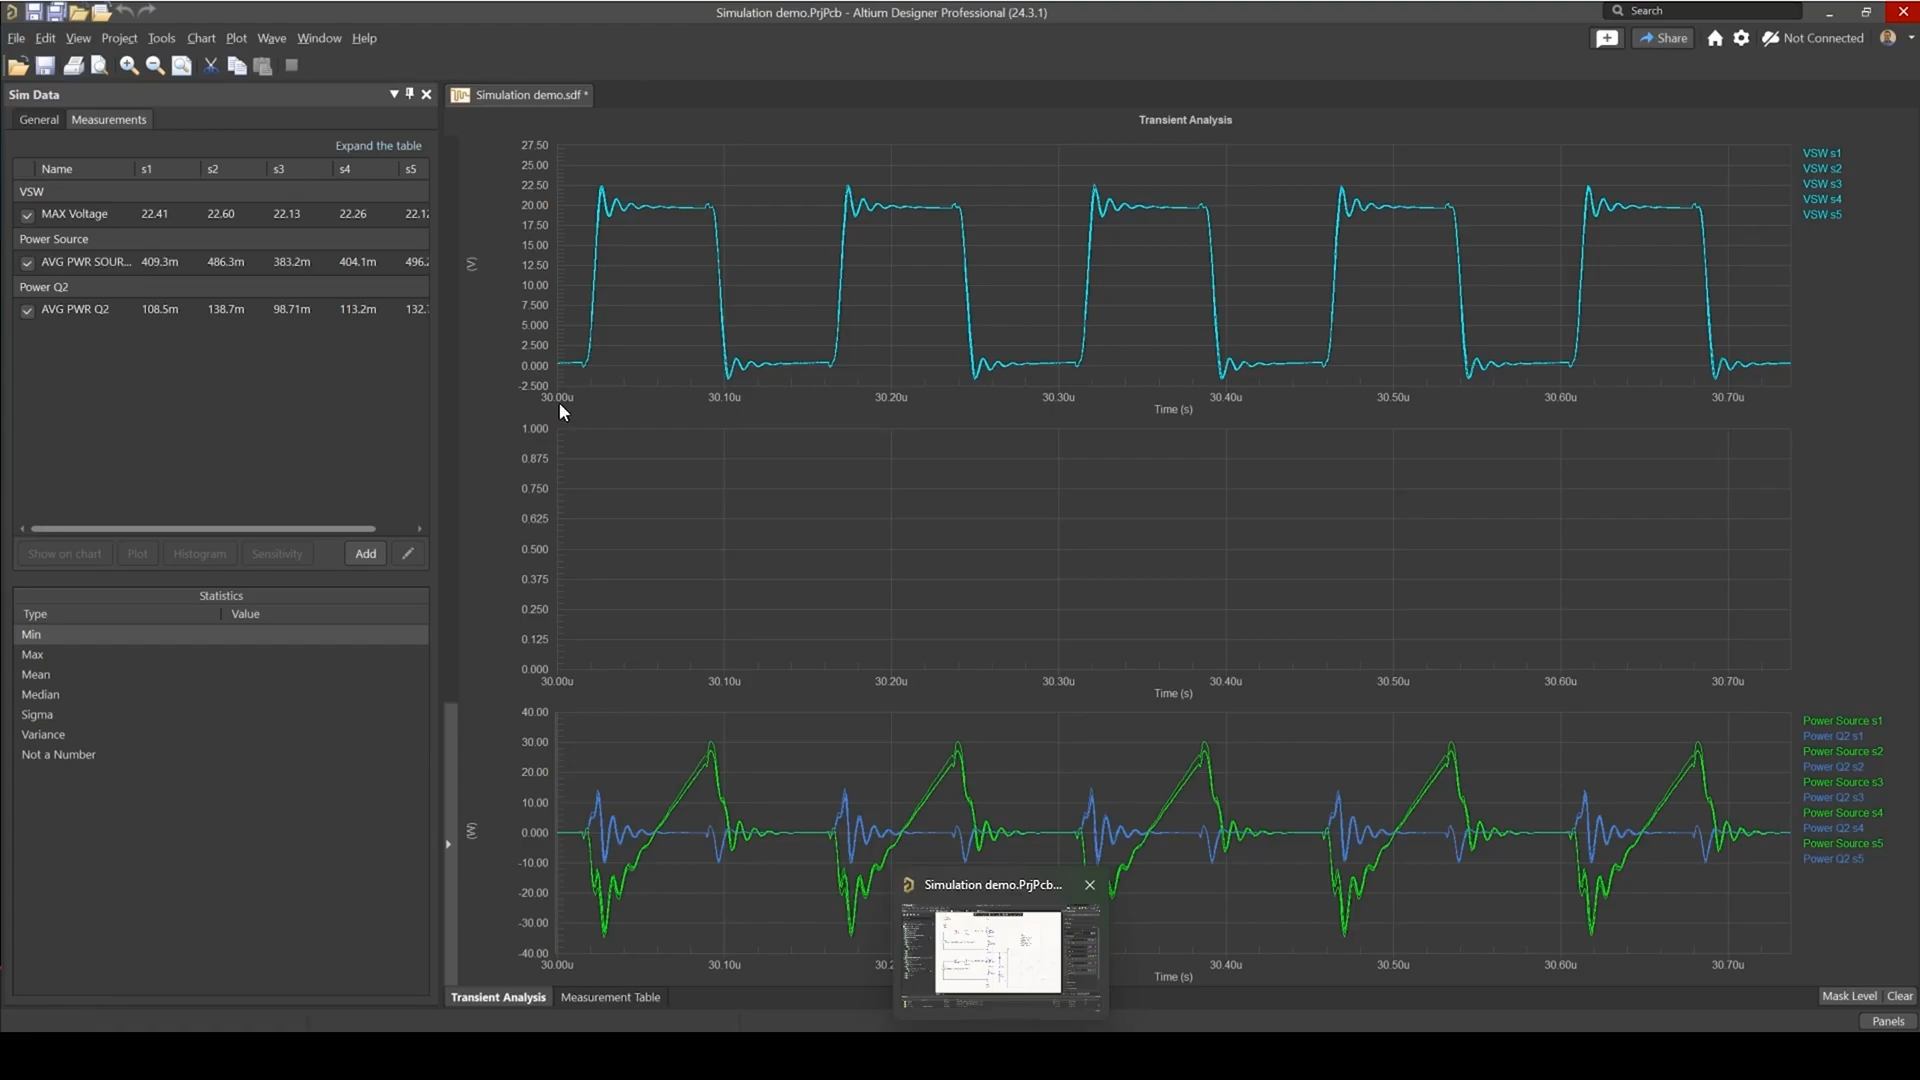 Simulation demo.PrjPcb - Altium Designer Professional (24.3.1)
Search
File Edit View Project Tools Chart Plot Wave Window Help
Share
Not Connected
Sim Data
General Measurements
Expand the table
Name s1 s2 s3 s4 s5
VSW
MAX Voltage 22.41 22.60 22.13 22.26 22.12
Power Source
AVG PWR SOUR... 409.3m 486.3m 383.2m 404.1m 496.2
Power Q2
AVG PWR Q2 108.5m 138.7m 98.71m 113.2m 132.
Show on chart Plot Histogram Sensitivity Add
Statistics
Type Value
Min
Max
Mean
Median
Sigma
Variance
Not a Number
Simulation demo.sdf *
Transient Analysis
27.50
25.00
22.50
20.00
17.50
15.00
12.50
10.00
7.500
5.000
2.500
0.000
-2.500
(V)
30.00u 30.10u 30.20u 30.30u 30.40u 30.50u 30.60u 30.70u
Time (s)
VSW s1
VSW s2
VSW s3
VSW s4
VSW s5
1.000
0.875
0.750
0.625
0.500
0.375
0.250
0.125
0.000
30.00u 30.10u 30.20u 30.30u 30.40u 30.50u 30.60u 30.70u
Time (s)
40.00
30.00
20.00
10.00
0.000
-10.00
-20.00
-30.00
-40.00
(W)
30.00u 30.10u 30.2 30.40u 30.50u 30.60u 30.70u
Time (s)
Power Source s1
Power Q2 s1
Power Source s2
Power Q2 s2
Power Source s3
Power Q2 s3
Power Source s4
Power Q2 s4
Power Source s5
Power Q2 s5
Simulation demo.PrjPcb...
Transient Analysis Measurement Table
Mask Level Clear
Panels